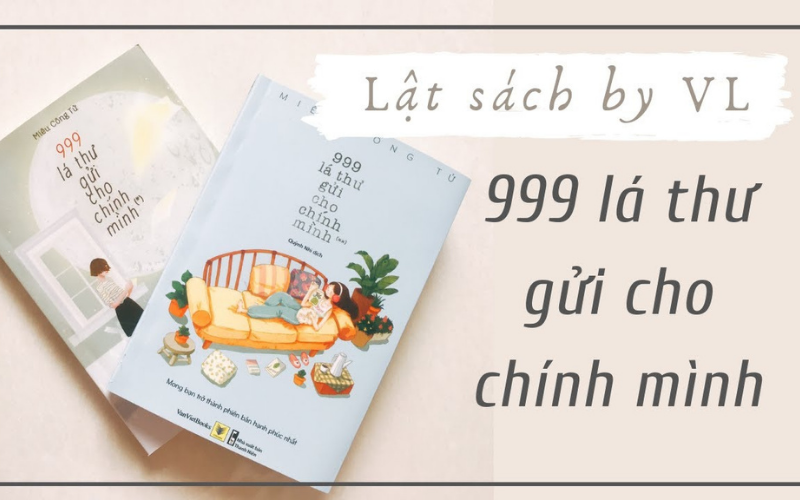 Lật sách by VL
999 lá thư
gửi cho
chính mình
Miêu Công Tử
999
lá thư
gửi
cho
chính
mình
999
lá thư
gửi
cho
chính
mình
Quỳnh Nhi dịch
Mong bạn trở thành phiên bản hạnh phúc nhất
VanVietBooks